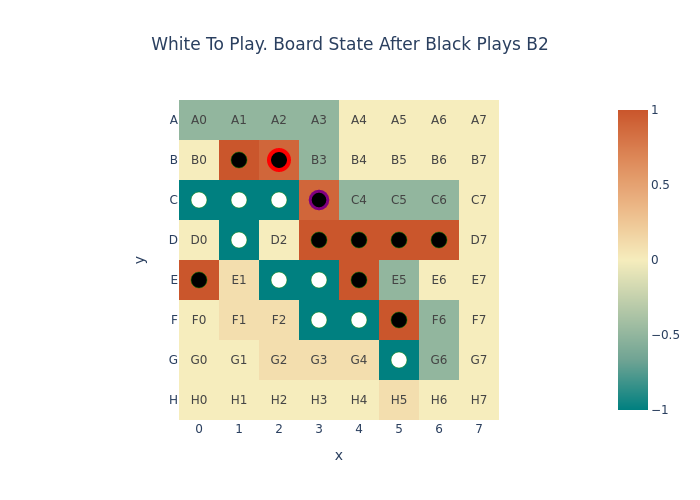 White To Play. Board State After Black Plays B2
A A0 A1 A2 A3 A4 A5 A6 A7 1
B B0 B3 B4 B5 B6 B7
0.5
C C4 C5 C6 C7
D D0 D2 D7
y 0
E E1 E5 E6 E7
F F0 F1 F2 F6 F7 −0.5
G G0 G1 G2 G3 G4 G6 G7
H H0 H1 H2 H3 H4 H5 H6 H7 −1
0 1 2 3 4 5 6 7
x